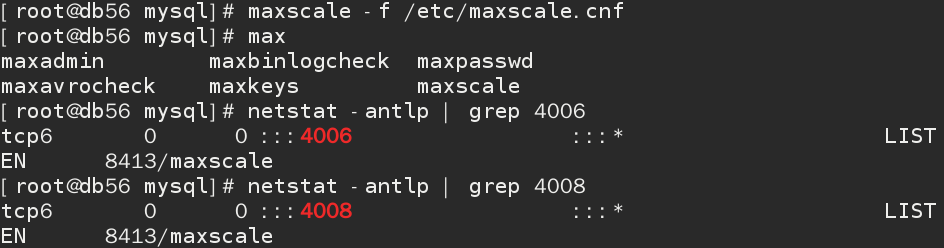 [root@db56 mysql]# maxscale -f /etc/maxscale.cnf
[root@db56 mysql]# max
maxadmin        maxbinlogcheck  maxpasswd
maxavrocheck    maxkeys         maxscale
[root@db56 mysql]# netstat -antlp | grep 4006
tcp6       0      0 :::4006                 :::*                    LIST
EN      8413/maxscale
[root@db56 mysql]# netstat -antlp | grep 4008
tcp6       0      0 :::4008                 :::*                    LIST
EN      8413/maxscale